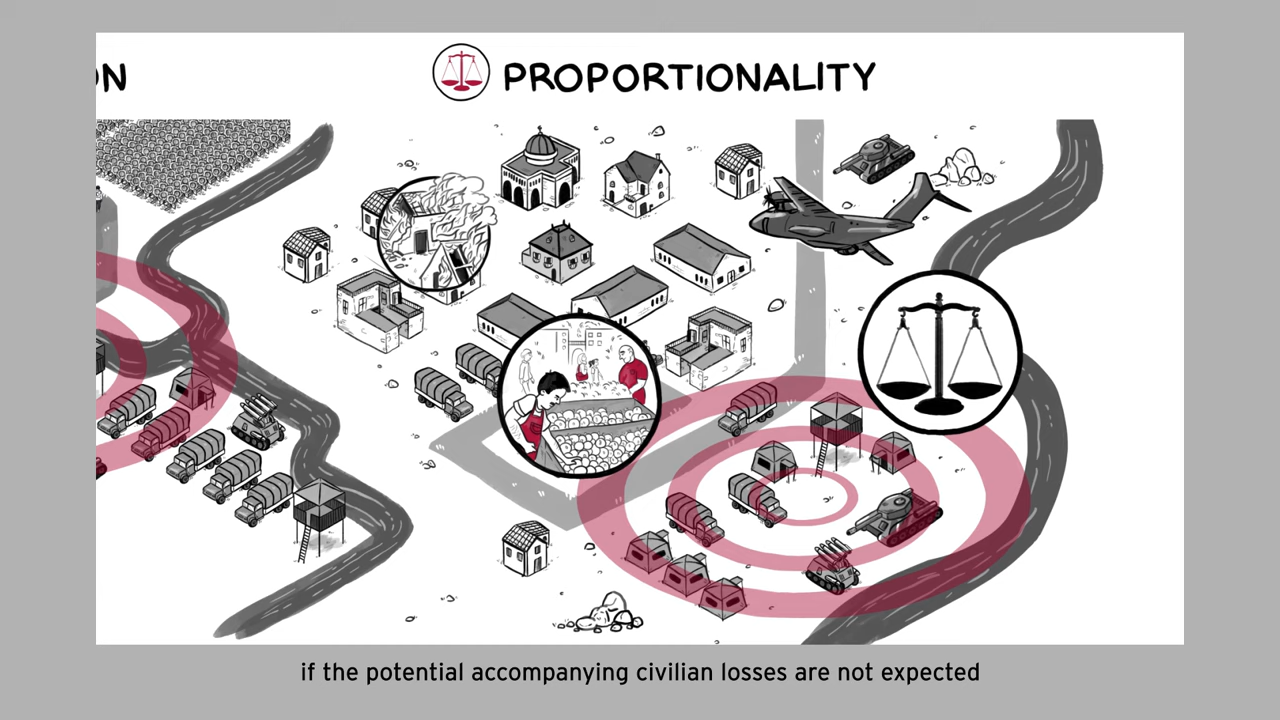 ON
PROPORTIONALITY
if the potential accompanying civilian losses are not expected